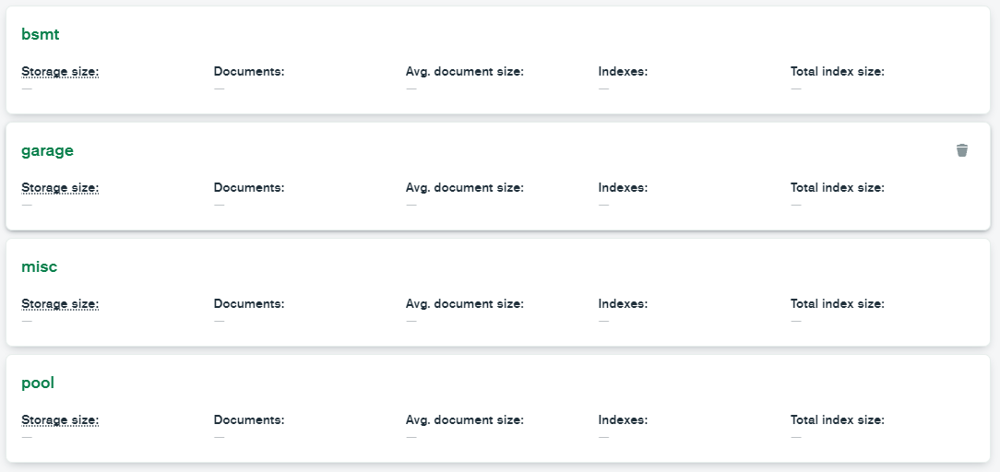 bsmt
Storage size: Documents: Avg. document size: Indexes: Total index size:
— — — — —
garage
Storage size: Documents: Avg. document size: Indexes: Total index size:
— — — — —
misc
Storage size: Documents: Avg. document size: Indexes: Total index size:
— — — — —
pool
Storage size: Documents: Avg. document size: Indexes: Total index size:
— — — — —